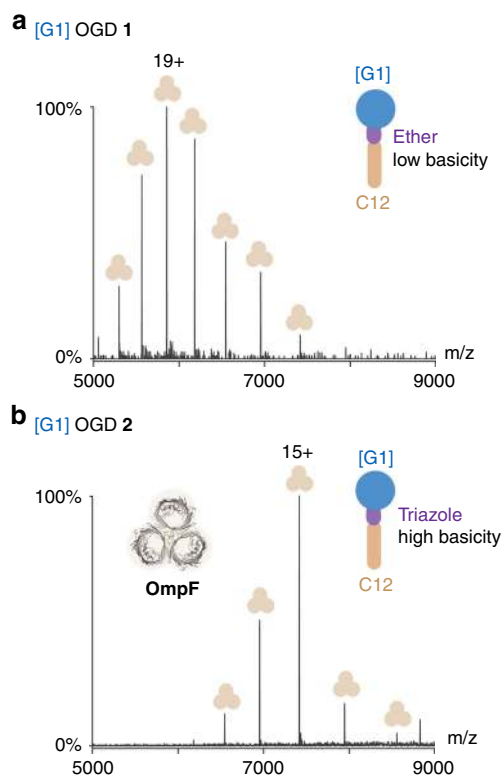 a [G1] OGD 1
19+
100%
[G1]
Ether
low basicity
C12
0%
m/z
5000
7000
9000
b [G1] OGD 2
15+
100%
[G1]
Triazole
high basicity
C12
OmpF
0%
m/z
5000
7000
9000